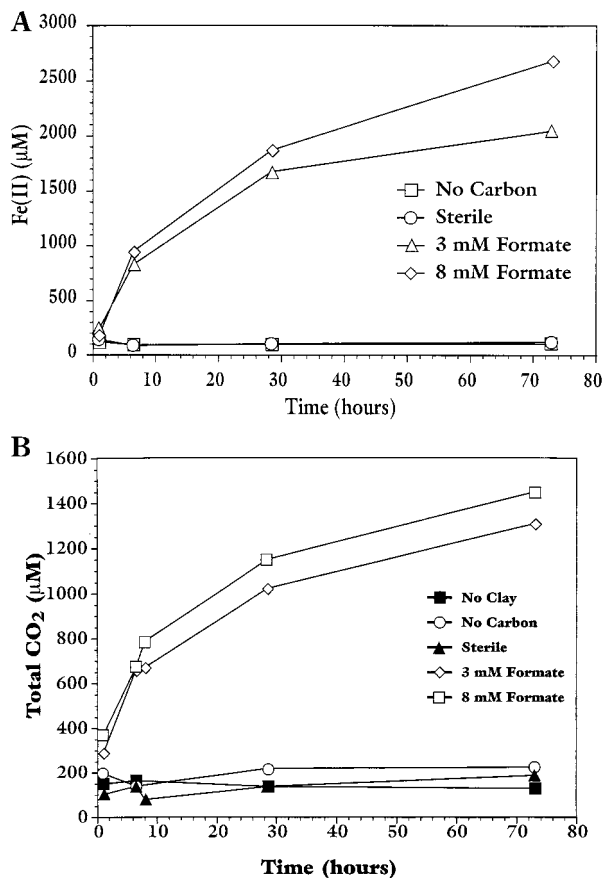 A
3000
2500
2000
1500
1000
500
0
Fe(II) (μM)
No Carbon
Sterile
3 mM Formate
8 mM Formate
0 10 20 30 40 50 60 70 80
Time (hours)
B
1600
1400
1200
1000
800
600
400
200
0
Total CO2 (μM)
No Clay
No Carbon
Sterile
3 mM Formate
8 mM Formate
0 10 20 30 40 50 60 70 80
Time (hours)